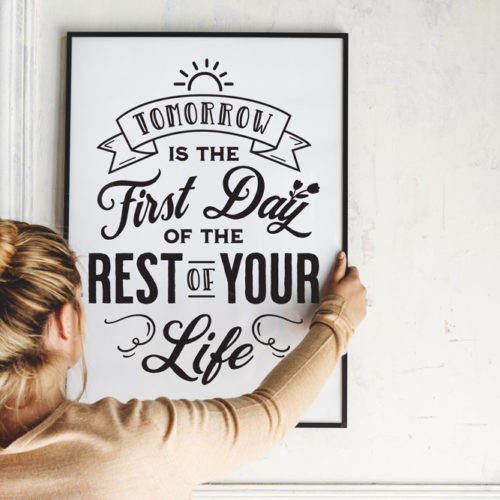 TOMORROW
IS THE
First Day
OF THE
REST OF YOUR
Life